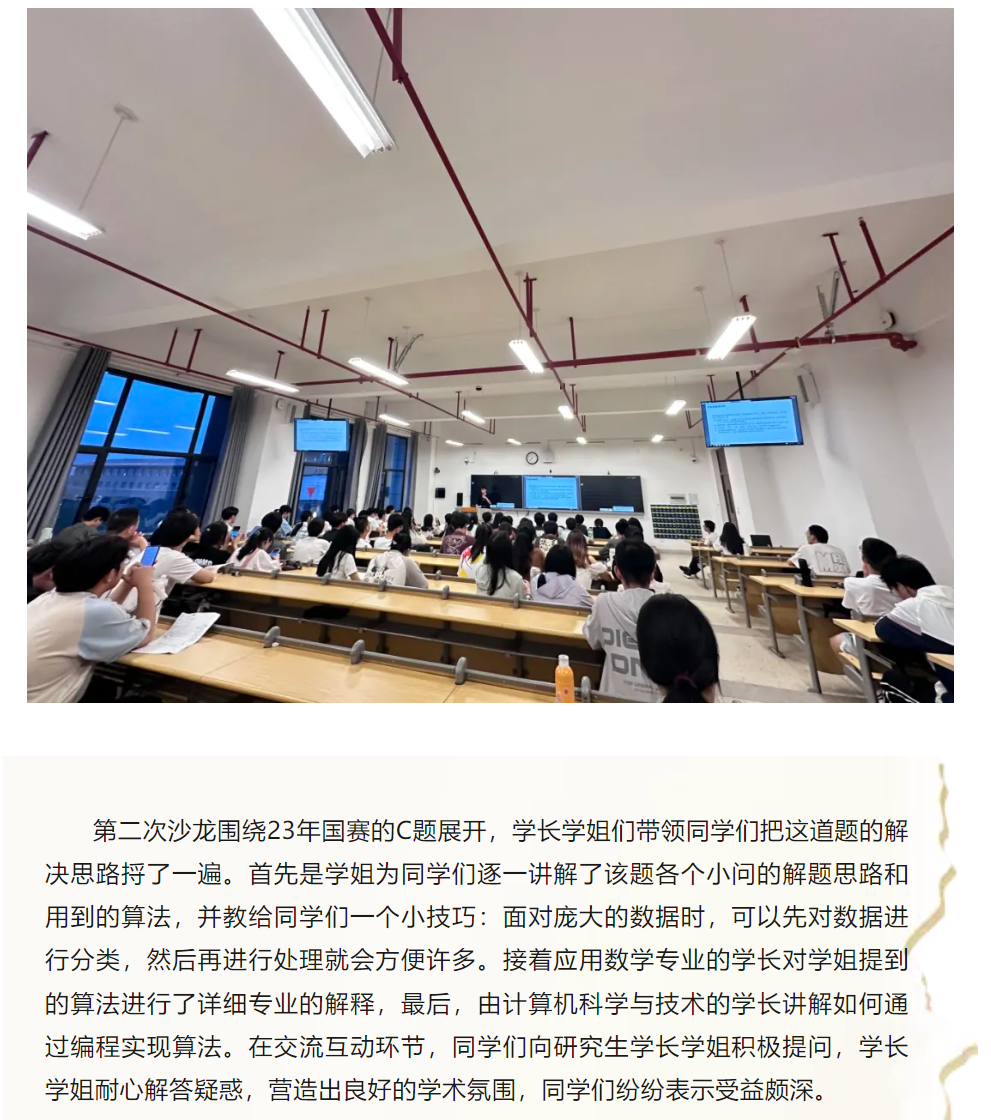 第二次沙龙围绕23年国赛的C题展开，学长学姐们带领同学们把这道题的解
决思路捋了一遍。首先是学姐为同学们逐一讲解了该题各个小问的解题思路和
用到的算法，并教给同学们一个小技巧：面对庞大的数据时，可以先对数据进
行分类，然后再进行处理就会方便许多。接着应用数学专业的学长对学姐提到
的算法进行了详细专业的解释，最后，由计算机科学与技术的学长讲解如何通
过编程实现算法。在交流互动环节，同学们向研究生学长学姐积极提问，学长
学姐耐心解答疑惑，营造出良好的学术氛围，同学们纷纷表示受益颇深。